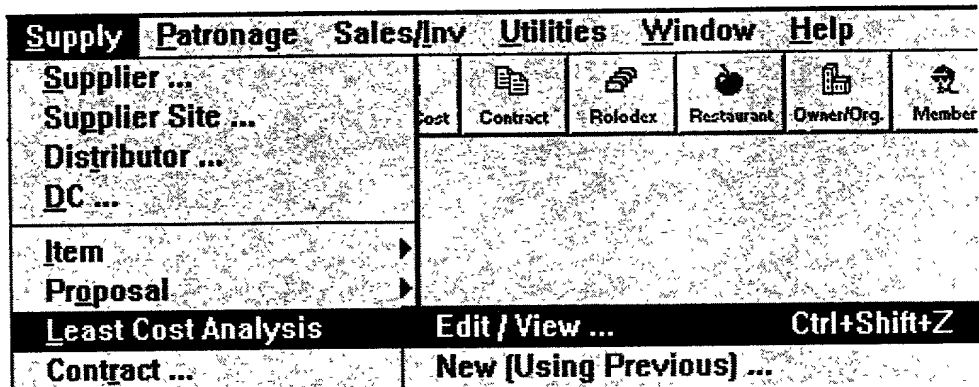 Supply Patronage Sales/Inv Utilities Window Help
Supplier ...
Supplier Site ...
Distributor ...
DC ...
Cost Contract Rolodex Restaurant Owner/Org. Member
Item
Proposal
Least Cost Analysis
Contract ...
Edit / View ... Ctrl+Shift+Z
New [Using Previous] ...